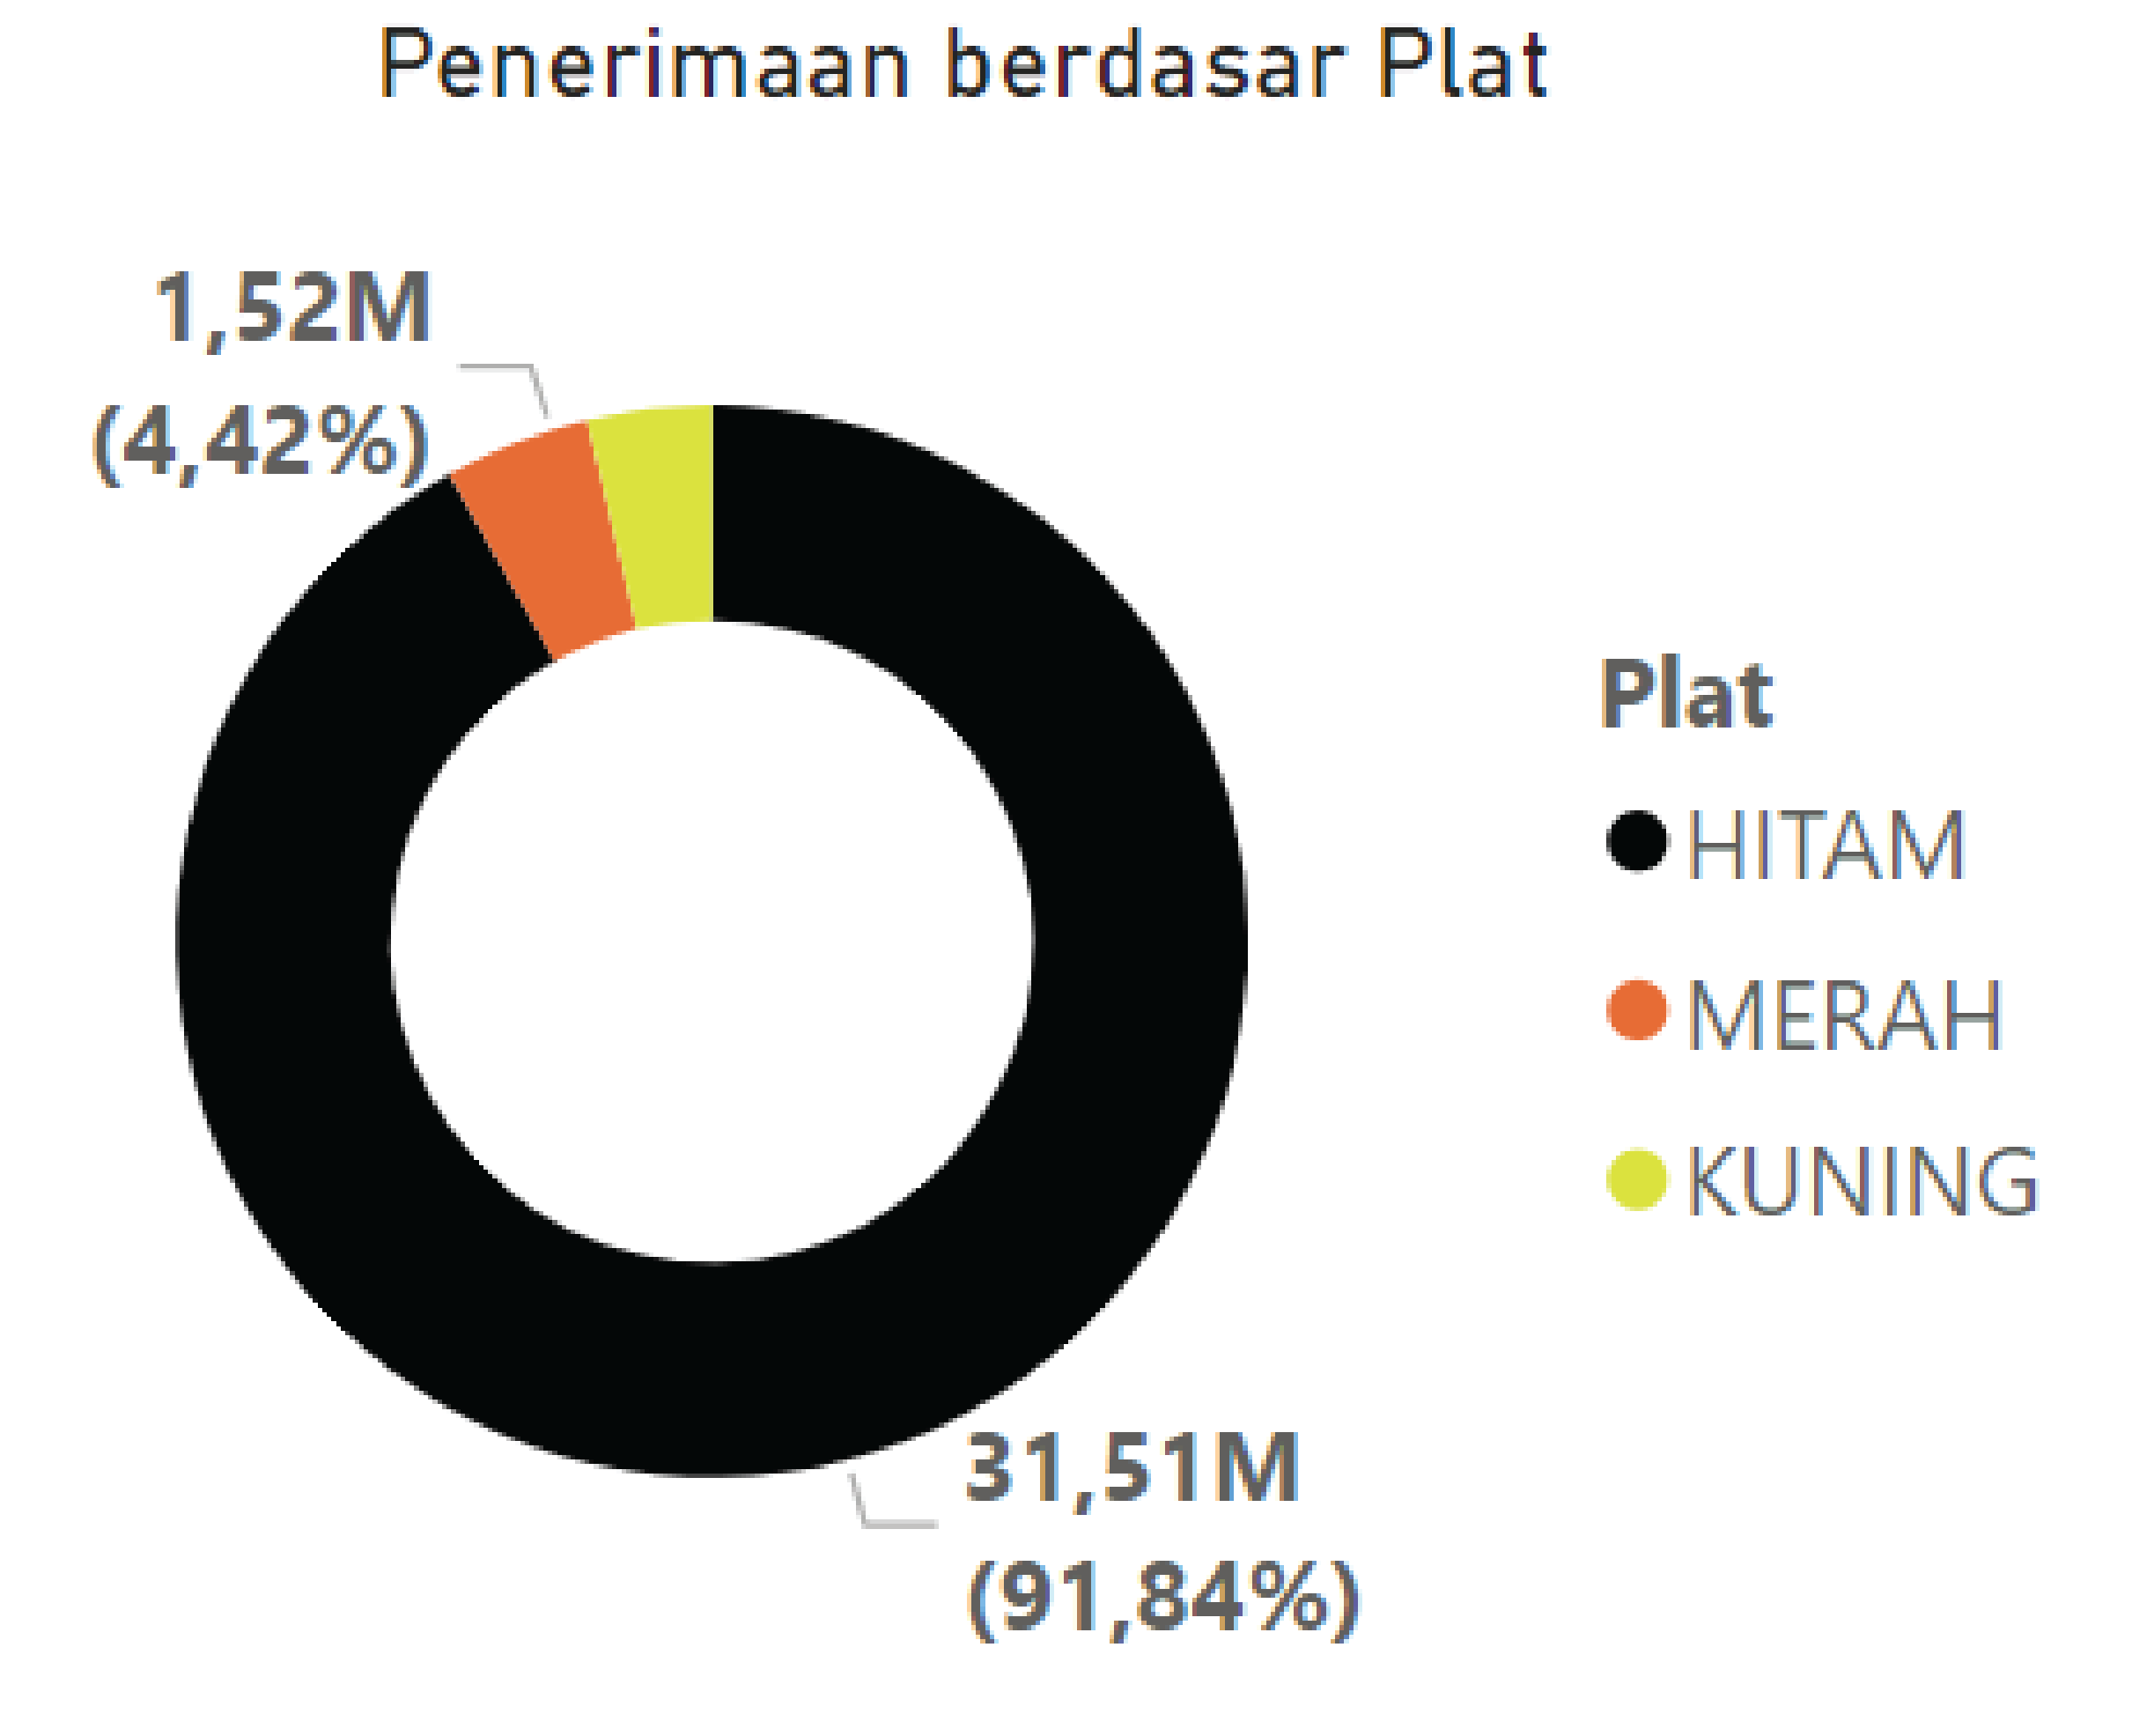 Penerimaan berdasar Plat
1,52M
(4,42%)
Plat
HITAM
MERAH
KUNING
31,51M
(91,84%)